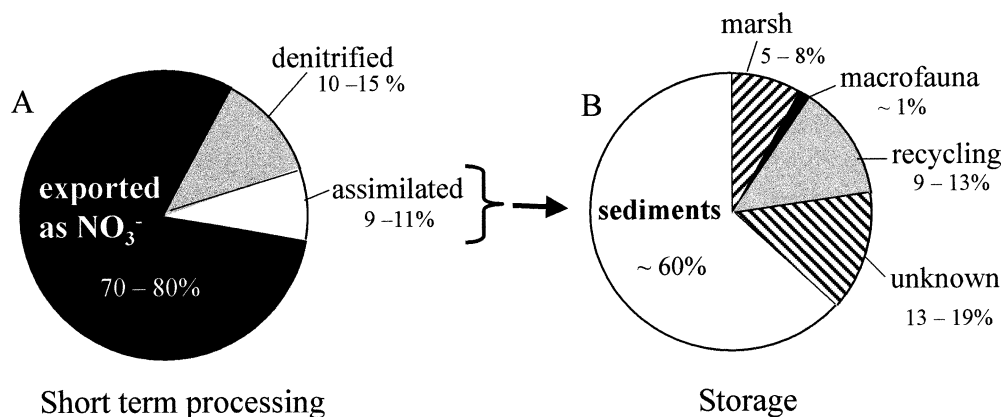 A
denitrified
10 –15 %
exported
as NO₃⁻
70 – 80%
assimilated
9 –11%
Short term processing
B
marsh
5 – 8%
macrofauna
~ 1%
recycling
9 – 13%
sediments
~ 60%
unknown
13 – 19%
Storage